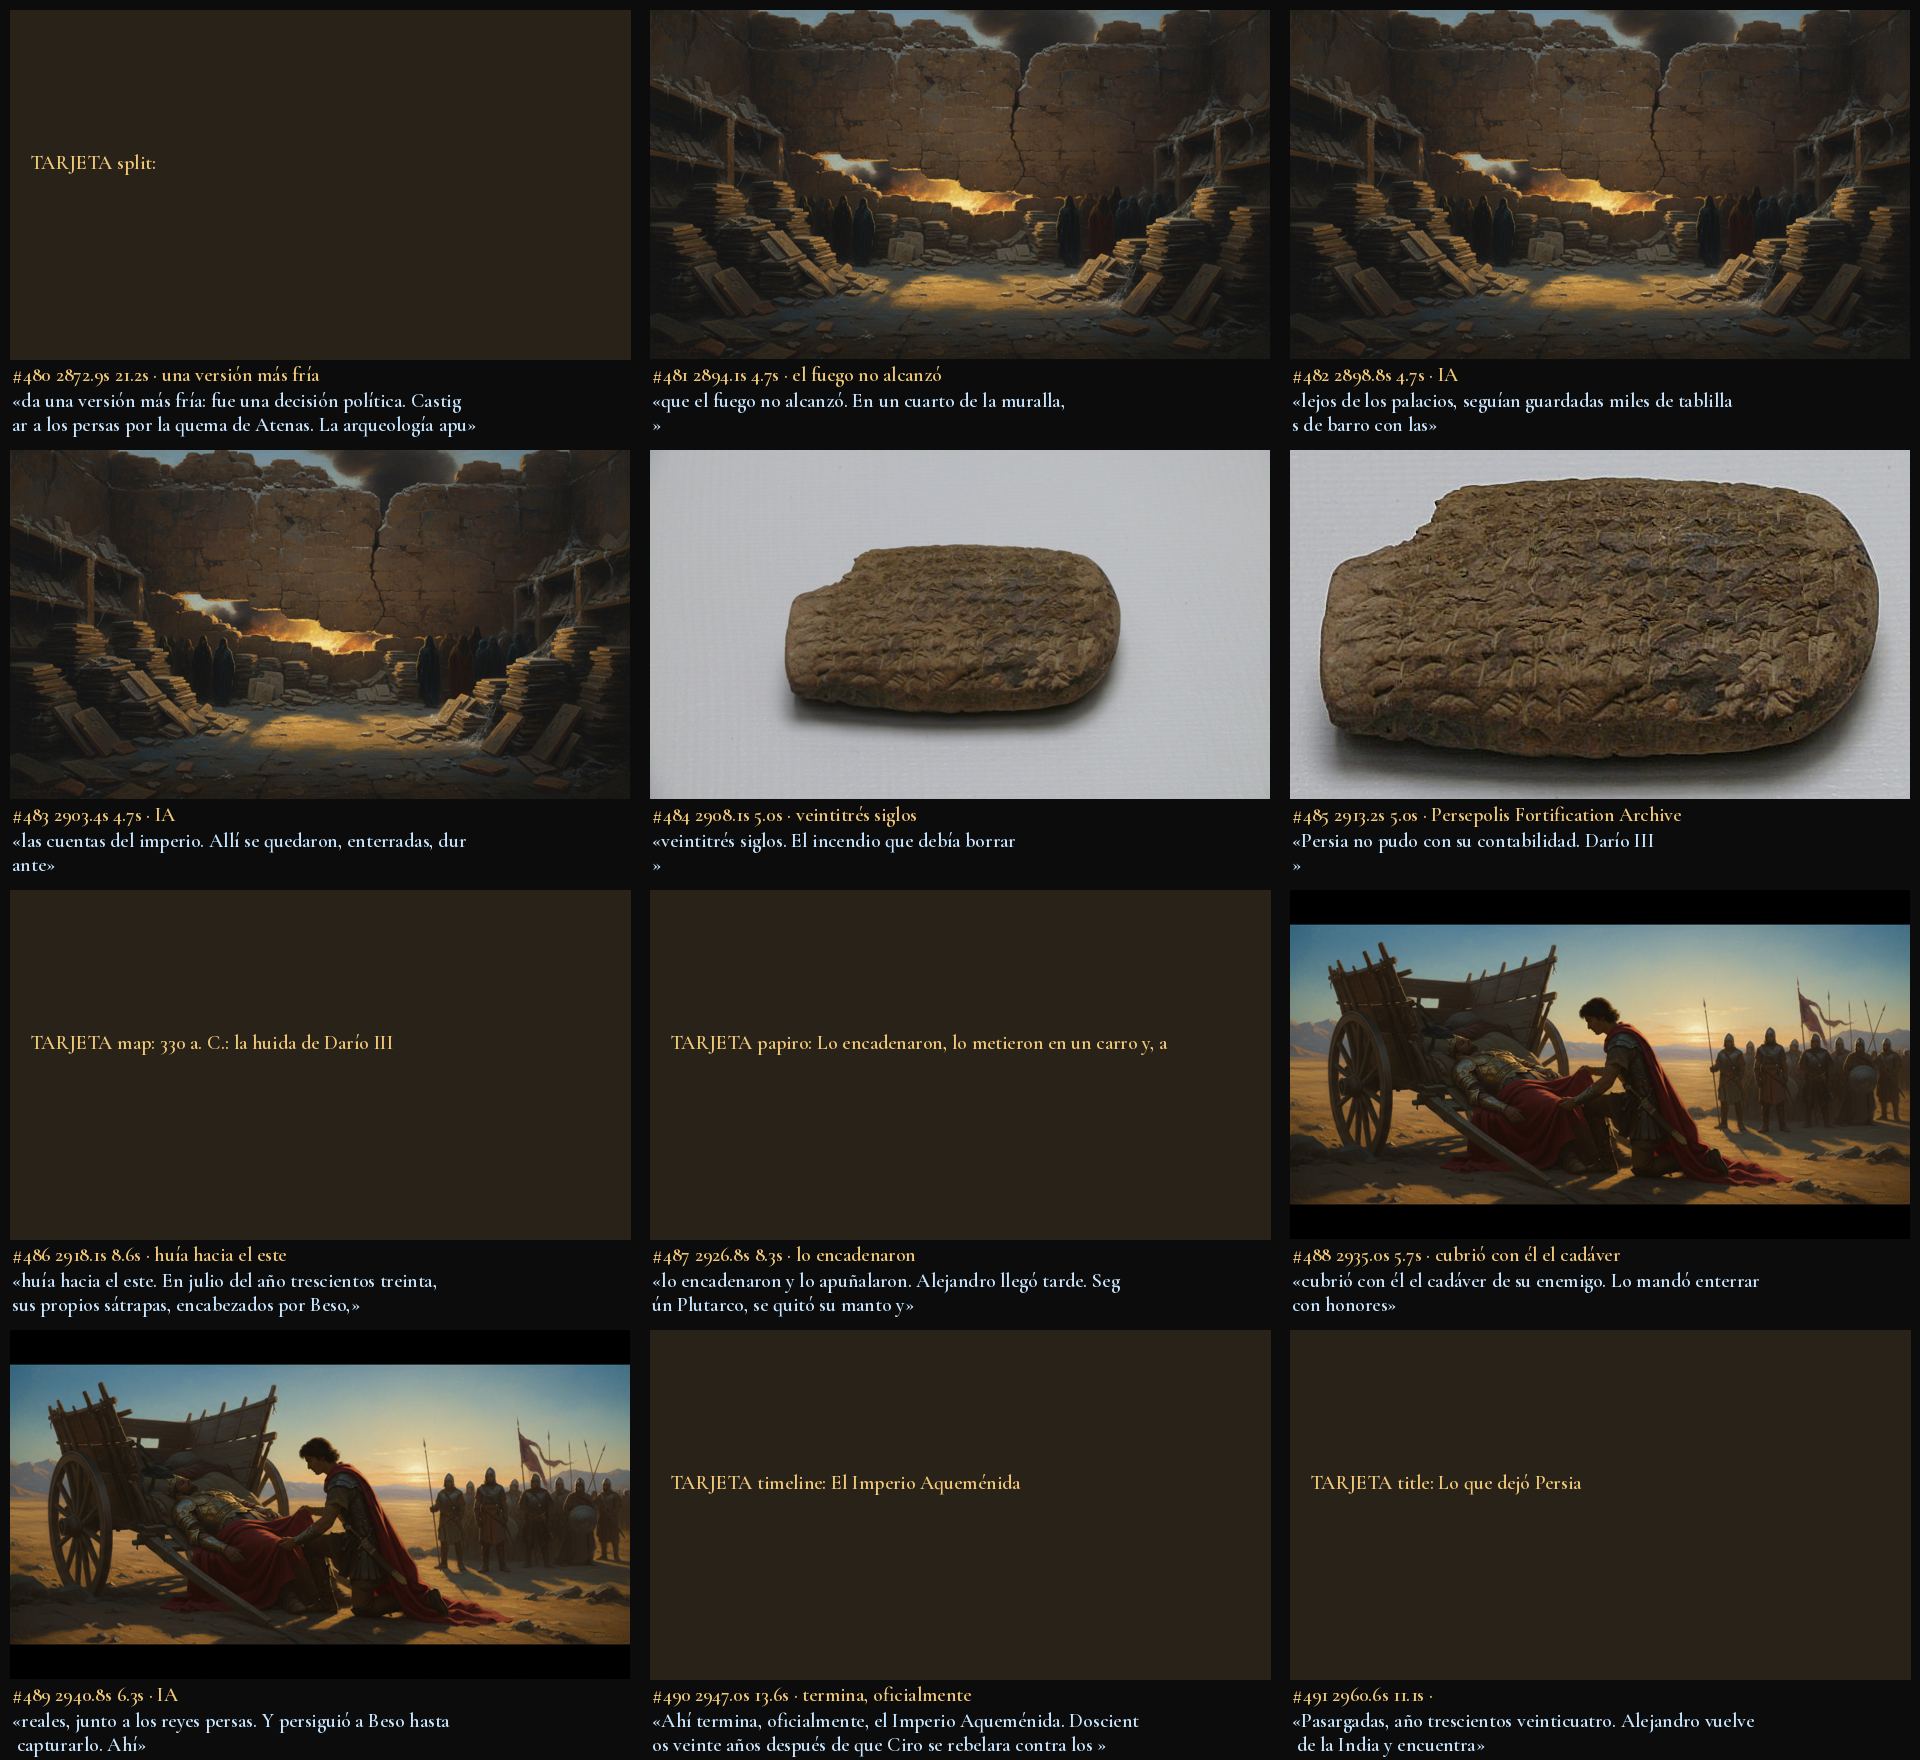 TARJETA split:
#480 2872.9s 21.2s · una versión más fría
«da una versión más fría: fue una decisión política. Castig
ar a los persas por la quema de Atenas. La arqueología apu»
#481 2894.1s 4.7s · el fuego no alcanzó
«que el fuego no alcanzó. En un cuarto de la muralla,
»
#482 2898.8s 4.7s · IA
«lejos de los palacios, seguían guardadas miles de tablilla
s de barro con las»
#483 2903.4s 4.7s · IA
«las cuentas del imperio. Allí se quedaron, enterradas, dur
ante»
#484 2908.1s 5.0s · veintitrés siglos
«veintitrés siglos. El incendio que debía borrar
»
#485 2913.2s 5.0s · Persepolis Fortification Archive
«Persia no pudo con su contabilidad. Darío III
»
TARJETA map: 330 a. C.: la huida de Darío III
#486 2918.1s 8.6s · huía hacia el este
«huía hacia el este. En julio del año trescientos treinta,
sus propios sátrapas, encabezados por Beso,»
TARJETA papiro: Lo encadenaron, lo metieron en un carro y, a
#487 2926.8s 8.3s · lo encadenaron
«lo encadenaron y lo apuñalaron. Alejandro llegó tarde. Seg
ún Plutarco, se quitó su manto y»
#488 2935.0s 5.7s · cubrió con él el cadáver
«cubrió con él el cadáver de su enemigo. Lo mandó enterrar
con honores»
#489 2940.8s 6.3s · IA
«reales, junto a los reyes persas. Y persiguió a Beso hasta
capturarlo. Ahí»
TARJETA timeline: El Imperio Aqueménida
#490 2947.0s 13.6s · termina, oficialmente
«Ahí termina, oficialmente, el Imperio Aqueménida. Doscient
os veinte años después de que Ciro se rebelara contra los »
TARJETA title: Lo que dejó Persia
#491 2960.6s 11.1s ·
«Pasargadas, año trescientos veinticuatro. Alejandro vuelve
de la India y encuentra»